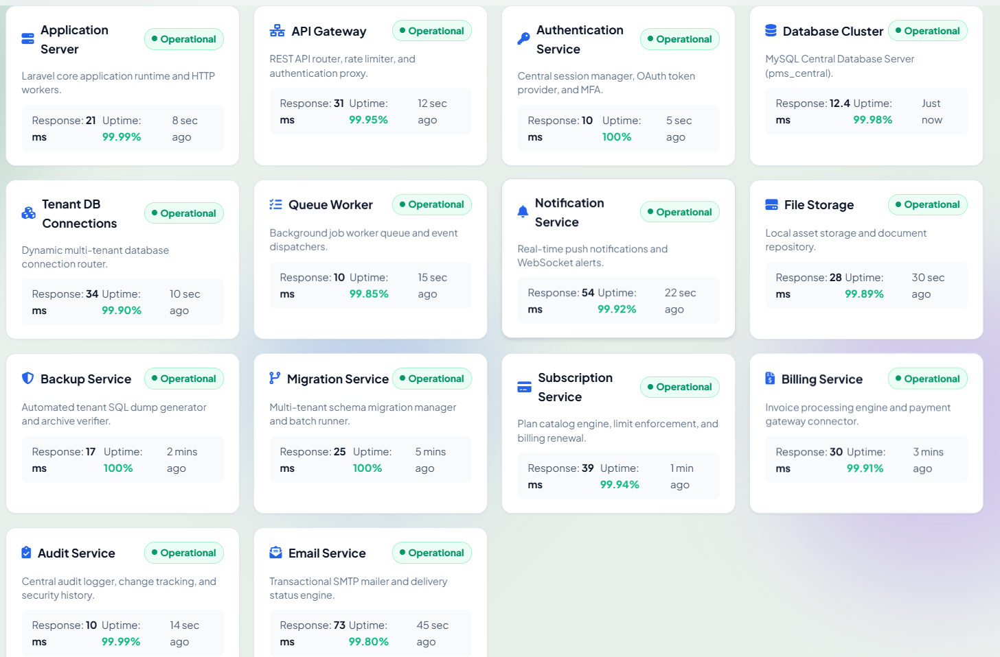 Application
Server
Operational
Laravel core application runtime and HTTP
workers.
Response: 21 Uptime: 8 sec
ms 99.99% ago
API Gateway
Operational
REST API router, rate limiter, and
authentication proxy.
Response: 31 Uptime: 12 sec
ms 99.95% ago
Authentication
Service
Operational
Central session manager, OAuth token
provider, and MFA.
Response: 10 Uptime: 5 sec
ms 100% ago
Database Cluster
Operational
MySQL Central Database Server
(pms_central).
Response: 12.4 Uptime: Just
ms 99.98% now
Tenant DB
Connections
Operational
Dynamic multi-tenant database
connection router.
Response: 34 Uptime: 10 sec
ms 99.90% ago
Queue Worker
Operational
Background job worker queue and event
dispatchers.
Response: 10 Uptime: 15 sec
ms 99.85% ago
Notification
Service
Operational
Real-time push notifications and
WebSocket alerts.
Response: 54 Uptime: 22 sec
ms 99.92% ago
File Storage
Operational
Local asset storage and document
repository.
Response: 28 Uptime: 30 sec
ms 99.89% ago
Backup Service
Operational
Automated tenant SQL dump generator
and archive verifier.
Response: 17 Uptime: 2 mins
ms 100% ago
Migration Service
Operational
Multi-tenant schema migration manager
and batch runner.
Response: 25 Uptime: 5 mins
ms 100% ago
Subscription
Service
Operational
Plan catalog engine, limit enforcement, and
billing renewal.
Response: 39 Uptime: 1 min
ms 99.94% ago
Billing Service
Operational
Invoice processing engine and payment
gateway connector.
Response: 30 Uptime: 3 mins
ms 99.91% ago
Audit Service
Operational
Central audit logger, change tracking, and
security history.
Response: 10 Uptime: 14 sec
ms 99.99% ago
Email Service
Operational
Transactional SMTP mailer and delivery
status engine.
Response: 73 Uptime: 45 sec
ms 99.80% ago